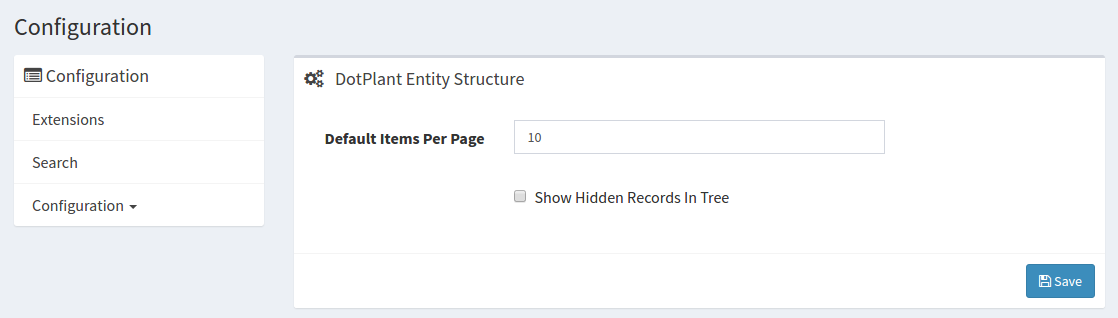 Configuration
Configuration
Extensions
Search
Configuration
DotPlant Entity Structure
Default Items Per Page
10
Show Hidden Records In Tree
Save